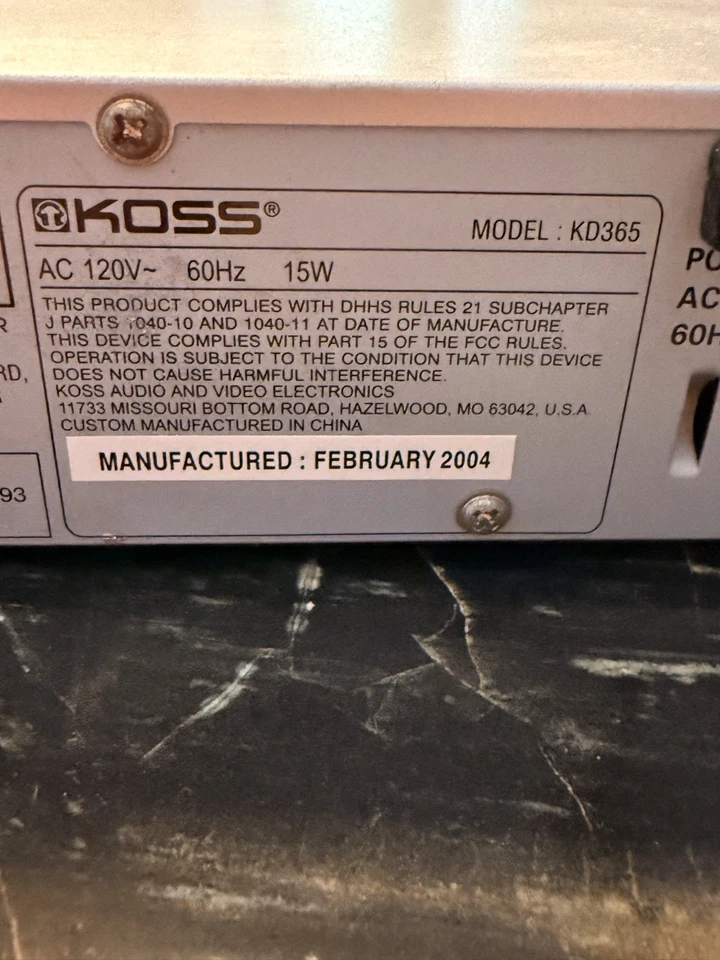 KOSS®
MODEL : KD365
AC 120V~ 60Hz 15W
THIS PRODUCT COMPLIES WITH DHHS RULES 21 SUBCHAPTER
J PARTS 1040-10 AND 1040-11 AT DATE OF MANUFACTURE.
THIS DEVICE COMPLIES WITH PART 15 OF THE FCC RULES.
OPERATION IS SUBJECT TO THE CONDITION THAT THIS DEVICE
DOES NOT CAUSE HARMFUL INTERFERENCE.
KOSS AUDIO AND VIDEO ELECTRONICS
11733 MISSOURI BOTTOM ROAD, HAZELWOOD, MO 63042, U.S.A
CUSTOM MANUFACTURED IN CHINA
MANUFACTURED : FEBRUARY 2004
R
RD,
93
PO
AC
60H